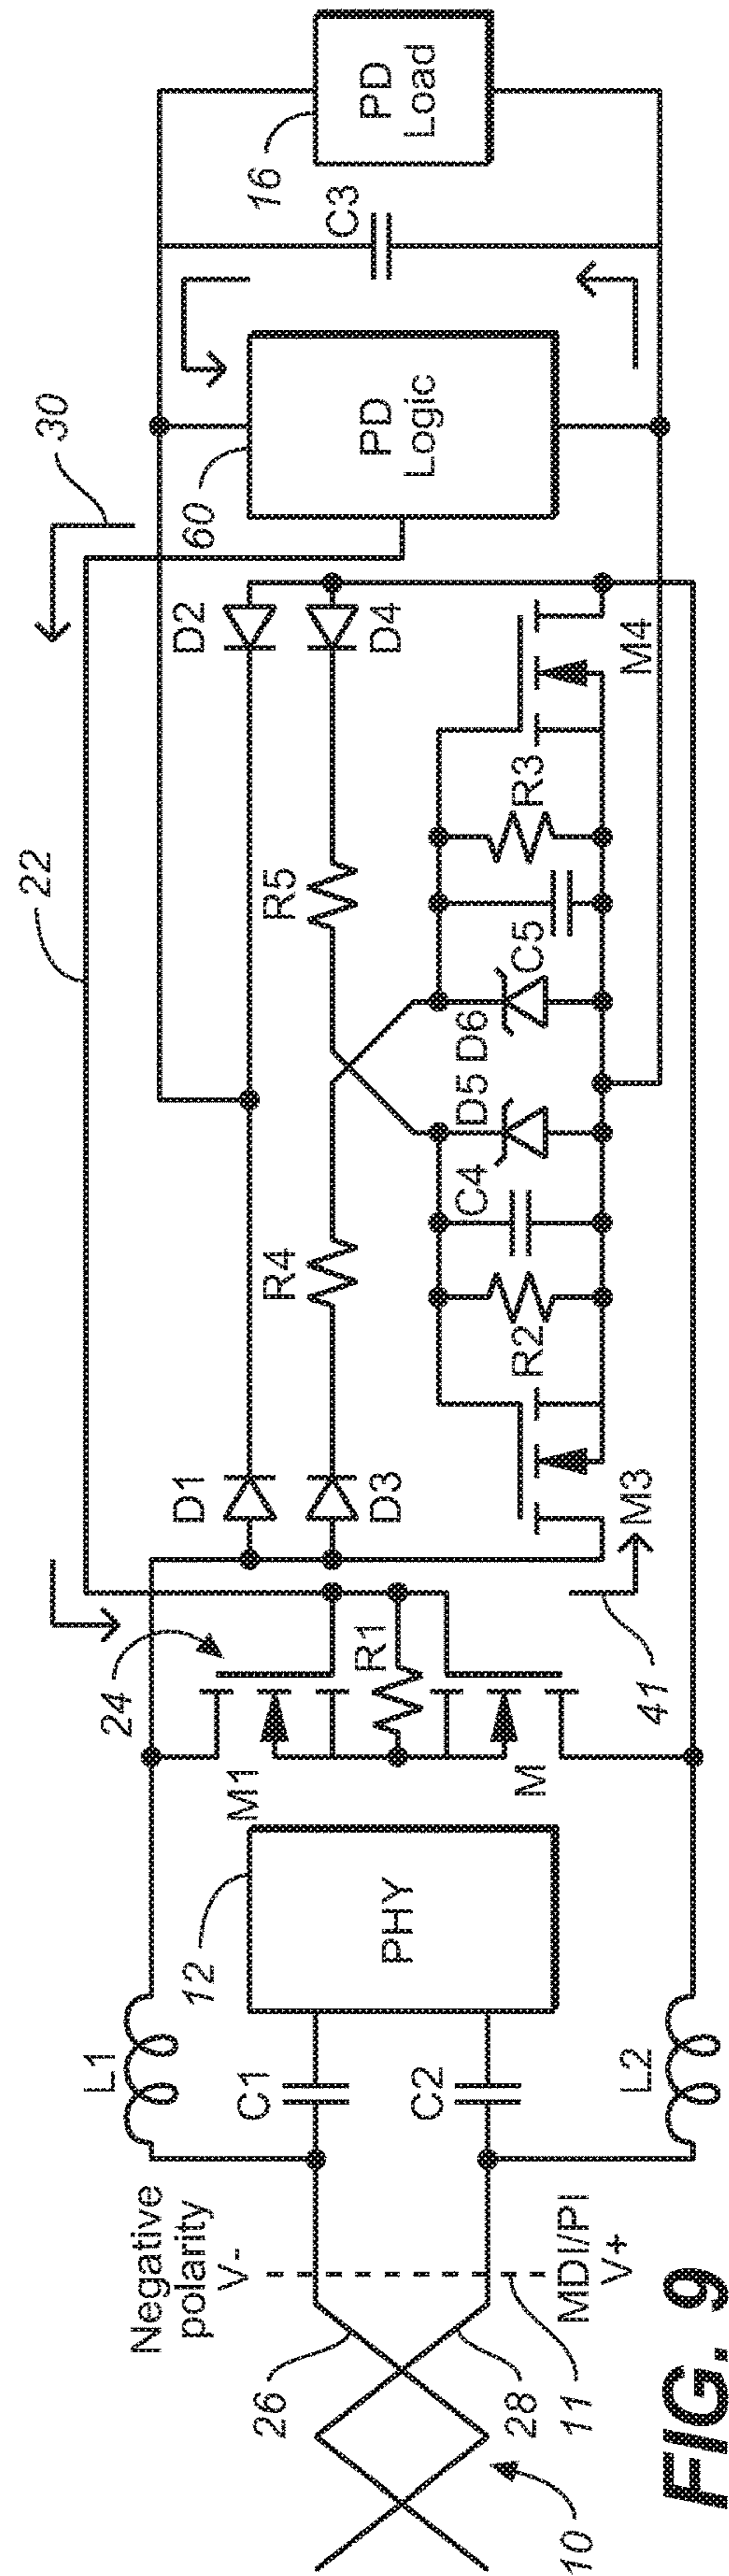 Negative
polarity
V-
26
28
10
11
MDI/PI
V+
L1
C1
C2
L2
12
PHY
24
M1
M
R1
41
22
D1
D3
M3
R4
R2
C4
D5
D6
C5
R5
R3
M4
D2
D4
30
60
PD
Logic
C3
16
PD
Load
FIG. 9